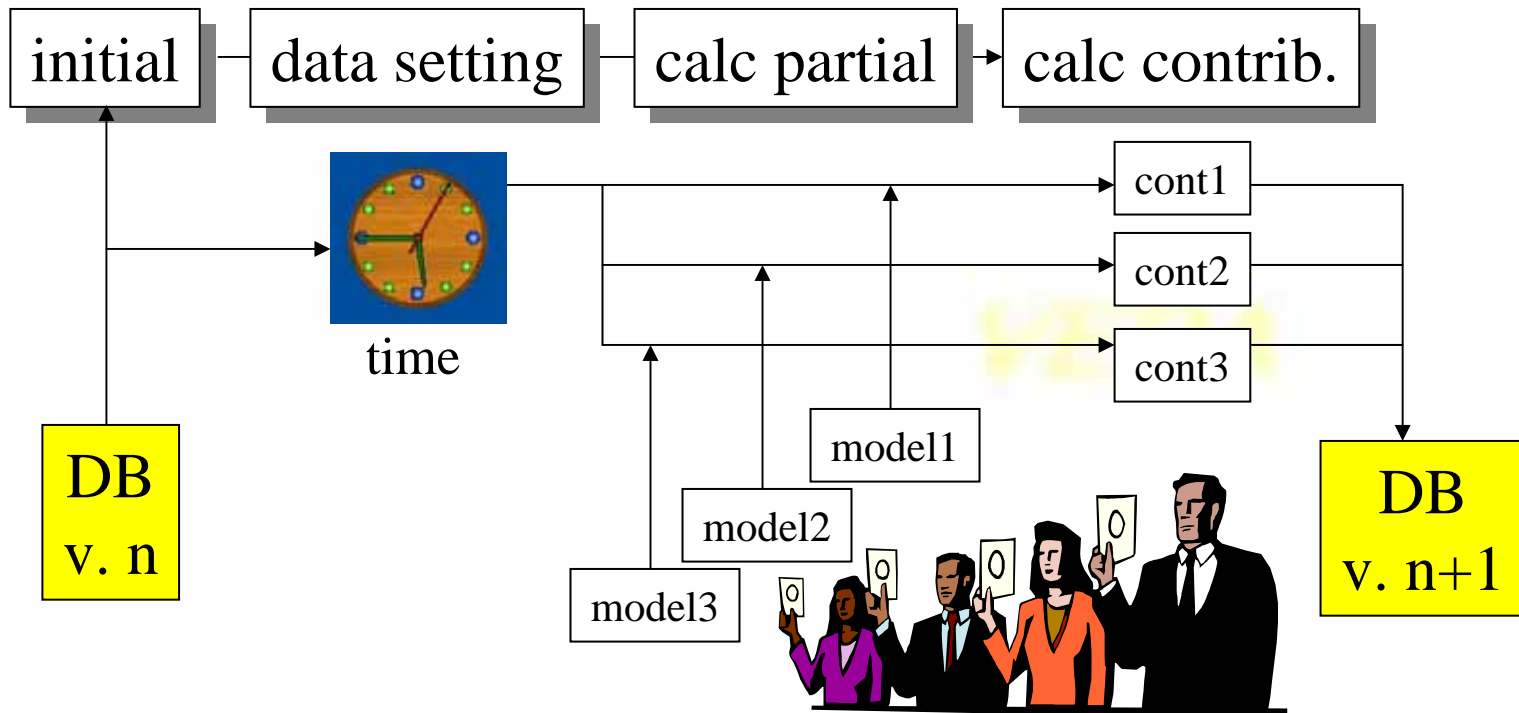 initial
data setting
calc partial
calc contrib.
cont1
cont2
time
cont3
model1
DB
v. n
DB
v. n+1
model2
model3